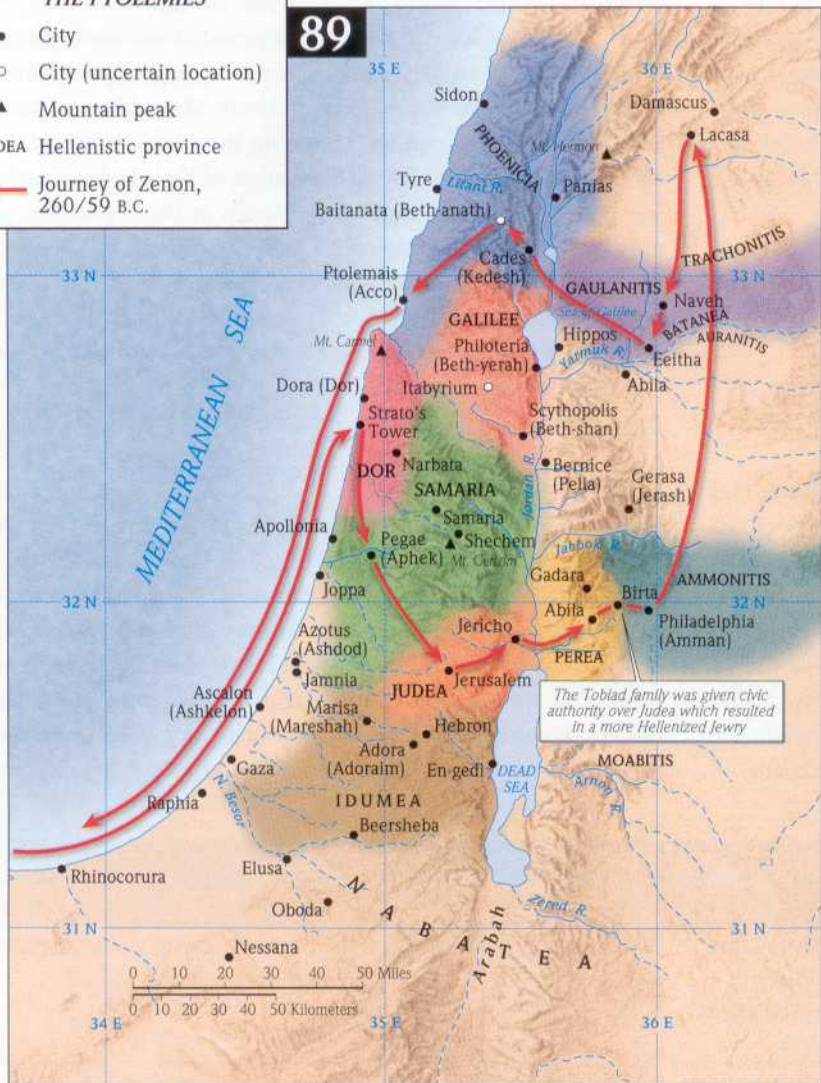 THE PTOLEMIES
City
City (uncertain location)
Mountain peak
DEA Hellenistic province
Journey of Zenon,
260/59 B.C.
89
35 E
36 E
Sidon
Damascus
Lacasa
PHOENICIA
Mt. Hermon
Tyre
Litani R.
Panias
Baitanata (Beth-anath)
TRACHONITIS
33 N
33 N
Cades
(Kedesh)
Ptolemais
(Acco)
GAULANITIS
Naveh
BATANEA
AURANITIS
Sea of Galilee
GALILEE
Hippos
Mt. Carmel
Philoteria
(Beth-yerah)
Yarmuk R.
Eeitha
Abila
Dora (Dor)
Itabyrium
Strato's
Tower
Scythopolis
(Beth-shan)
MEDITERRANEAN SEA
Narbata
DOR
Bernice
(Pella)
Jordan R.
SAMARIA
Gerasa
(Jerash)
Samaria
Apollonia
Shechem
Pegae
(Aphek)
Mt. Gerizim
Jabbok R.
Gadara
AMMONITIS
Joppa
32 N
32 N
Birta
Abila
Philadelphia
(Amman)
Jericho
Azotus
(Ashdod)
PEREA
Jamnia
Jerusalem
JUDEA
The Tobiad family was given civic
authority over Judea which resulted
in a more Hellenized Jewry
Ascalon
(Ashkelon)
Marisa
(Mareshah)
Hebron
Adora
(Adoraim)
MOABITIS
Gaza
En-gedi
DEAD
SEA
Arnon R.
Raphia
N. Besor
IDUMEA
Beersheba
Elusa
Rhinocorura
Oboda
Zered R.
NABATEA
Arabah
31 N
31 N
Nessana
0 10 20 30 40 50 Miles
0 10 20 30 40 50 Kilometers
34 E
35 E
36 E